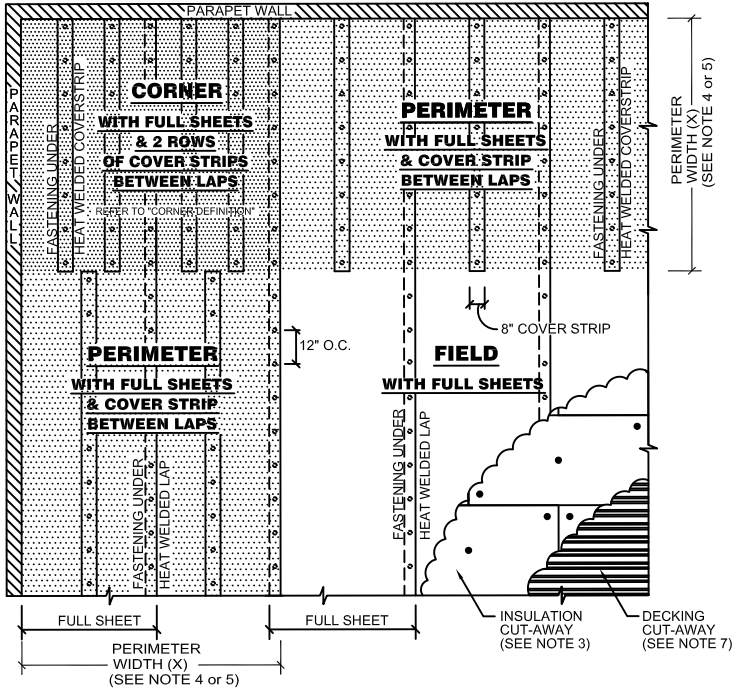 PARAPET WALL
PARAPET WALL
CORNER
WITH FULL SHEETS
& 2 ROWS
OF COVER STRIPS
BETWEEN LAPS
REFER TO "CORNER DEFINITION"
FASTENING UNDER
HEAT WELDED COVERSTRIP
PERIMETER
WITH FULL SHEETS
& COVER STRIP
BETWEEN LAPS
FASTENING UNDER
HEAT WELDED COVERSTRIP
PERIMETER
WIDTH (X)
(SEE NOTE 4 or 5)
8" COVER STRIP
12" O.C.
PERIMETER
WITH FULL SHEETS
& COVER STRIP
BETWEEN LAPS
FIELD
WITH FULL SHEETS
FASTENING UNDER
HEAT WELDED LAP
FASTENING UNDER
HEAT WELDED LAP
FULL SHEET
FULL SHEET
INSULATION
CUT-AWAY
(SEE NOTE 3)
DECKING
CUT-AWAY
(SEE NOTE 7)
PERIMETER
WIDTH (X)
(SEE NOTE 4 or 5)